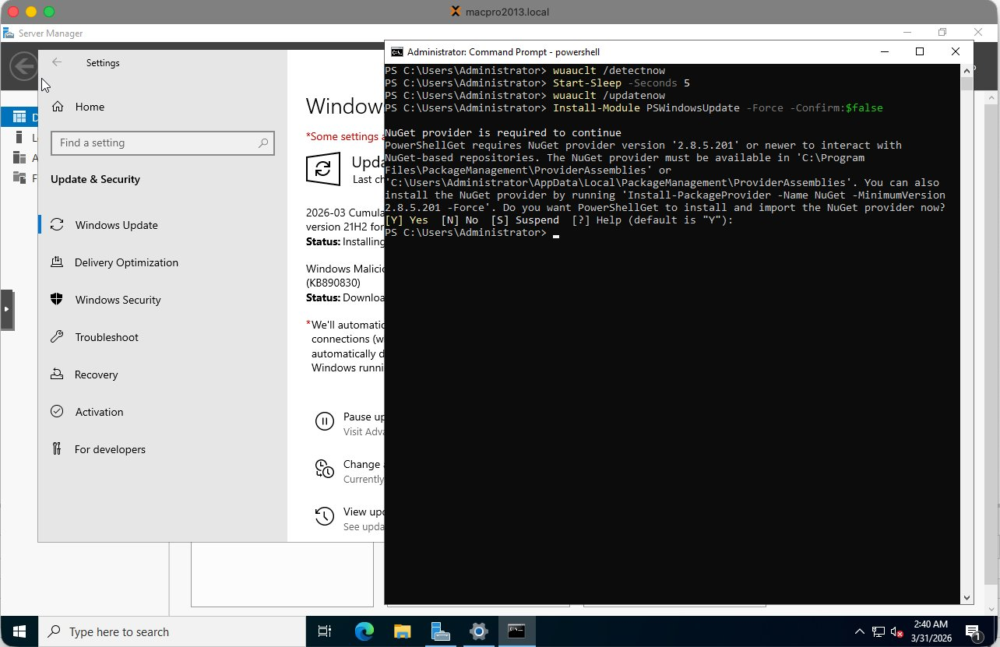 macpro2013.local
Server Manager
Settings
Home
Find a setting
Update & Security
Windows Update
Delivery Optimization
Windows Security
Troubleshoot
Recovery
Activation
For developers
Window
*Some settings a
Upda
Last ch
2026-03 Cumula
version 21H2 for
Status: Installing
Windows Malicio
(KB890830)
Status: Downloa
*We'll automatic
connections (w
automatically d
Windows runni
Pause up
Visit Adva
Change a
Currently
View upd
See upda
D
L
A
F
Administrator: Command Prompt - powershell
PS C:\Users\Administrator> wuauclt /detectnow
PS C:\Users\Administrator> Start-Sleep -Seconds 5
PS C:\Users\Administrator> wuauclt /updatenow
PS C:\Users\Administrator> Install-Module PSWindowsUpdate -Force -Confirm:$false
NuGet provider is required to continue
PowerShellGet requires NuGet provider version '2.8.5.201' or newer to interact with
NuGet-based repositories. The NuGet provider must be available in 'C:\Program
Files\PackageManagement\ProviderAssemblies' or
'C:\Users\Administrator\AppData\Local\PackageManagement\ProviderAssemblies'. You can also
install the NuGet provider by running 'Install-PackageProvider -Name NuGet -MinimumVersion
2.8.5.201 -Force'. Do you want PowerShellGet to install and import the NuGet provider now?
[Y] Yes  [N] No  [S] Suspend  [?] Help (default is "Y"):
PS C:\Users\Administrator>
Type here to search
2:40 AM
3/31/2026
1